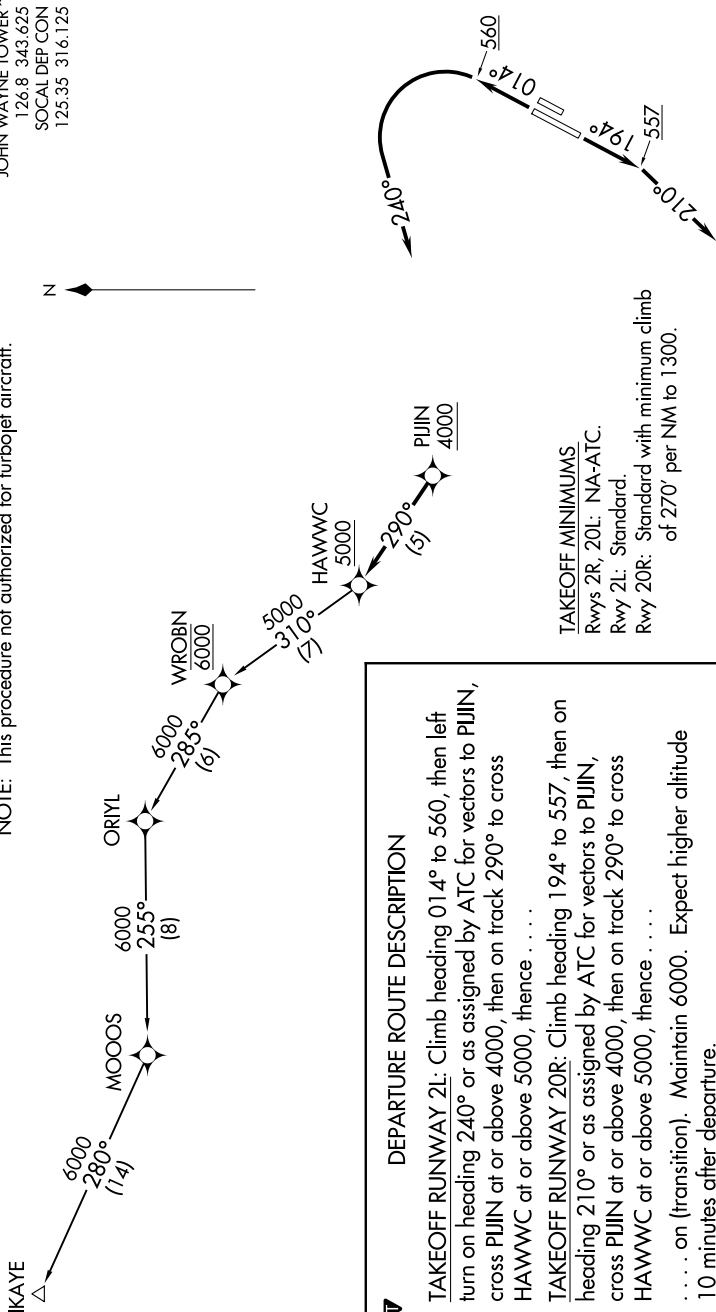 JOHN WAYNE TOWER
126.8 343.625
SOCAL DEP CON
125.35 316.125
NOTE: This procedure not authorized for turbojet aircraft.
N
560
014°
240°
194°
557
210°
IKAYE
6000
280°
(14)
MOOOS
6000
255°
(8)
ORIYL
6000
285°
(6)
WROBN
6000
5000
310°
(7)
HAWWC
5000
290°
(5)
PIJIN
4000
TAKEOFF MINIMUMS
Rwys 2R, 20L: NA-ATC.
Rwy 2L: Standard.
Rwy 20R: Standard with minimum climb
of 270' per NM to 1300.
DEPARTURE ROUTE DESCRIPTION
TAKEOFF RUNWAY 2L: Climb heading 014° to 560, then left
turn on heading 240° or as assigned by ATC for vectors to PIJIN,
cross PIJIN at or above 4000, then on track 290° to cross
HAWWC at or above 5000, thence . . . .
TAKEOFF RUNWAY 20R: Climb heading 194° to 557, then on
heading 210° or as assigned by ATC for vectors to PIJIN,
cross PIJIN at or above 4000, then on track 290° to cross
HAWWC at or above 5000, thence . . . .
. . . . on (transition). Maintain 6000. Expect higher altitude
10 minutes after departure.